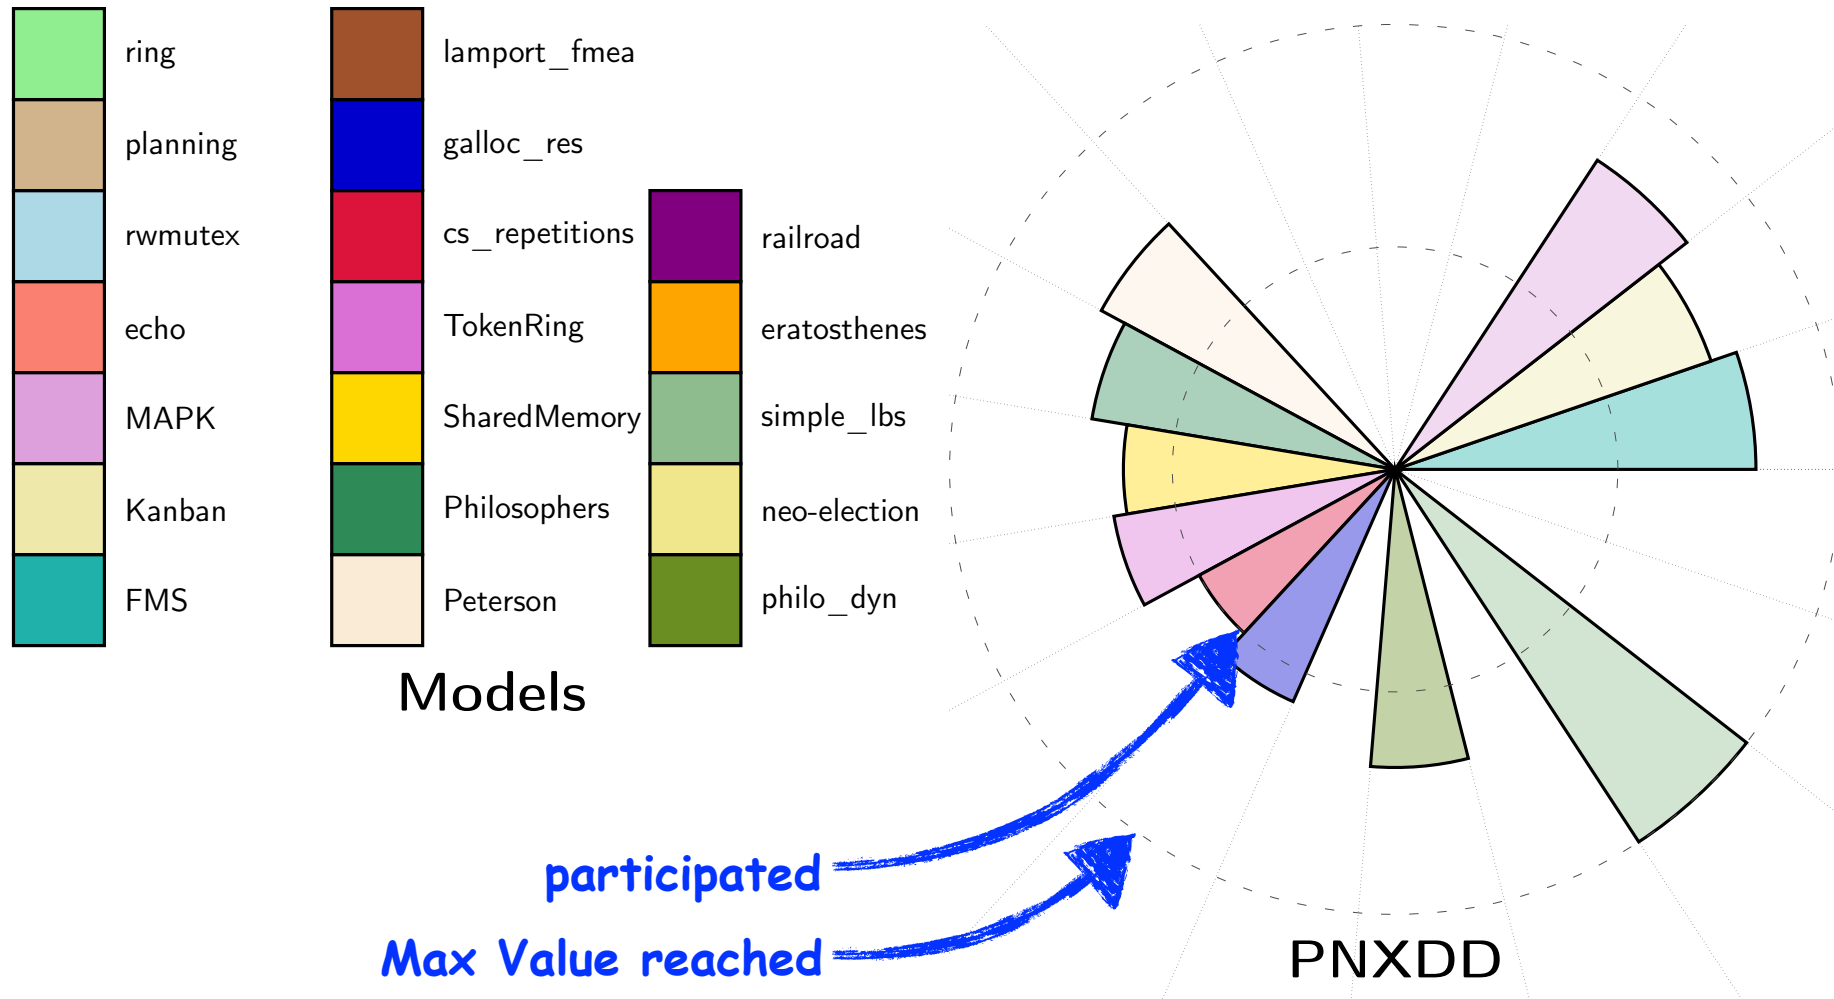 ring
planning
rwmutex
echo
MAPK
Kanban
FMS
lamport_fmea
galloc_res
cs_repetitions
TokenRing
SharedMemory
Philosophers
Peterson
railroad
eratosthenes
simple_lbs
neo-election
philo_dyn
Models
participated
Max Value reached
PNXDD